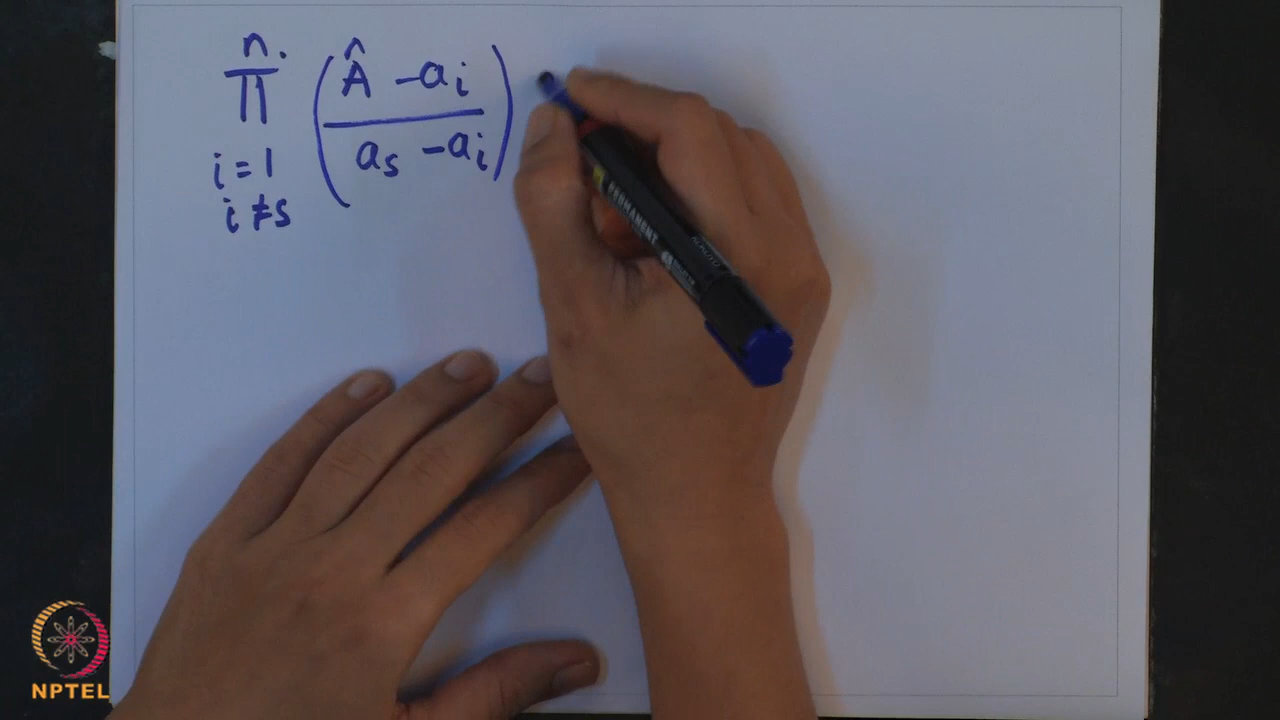 n.
∏ (Â - aᵢ / aₛ - aᵢ)
i = 1
i ≠ s
PERMANENT
NPTEL